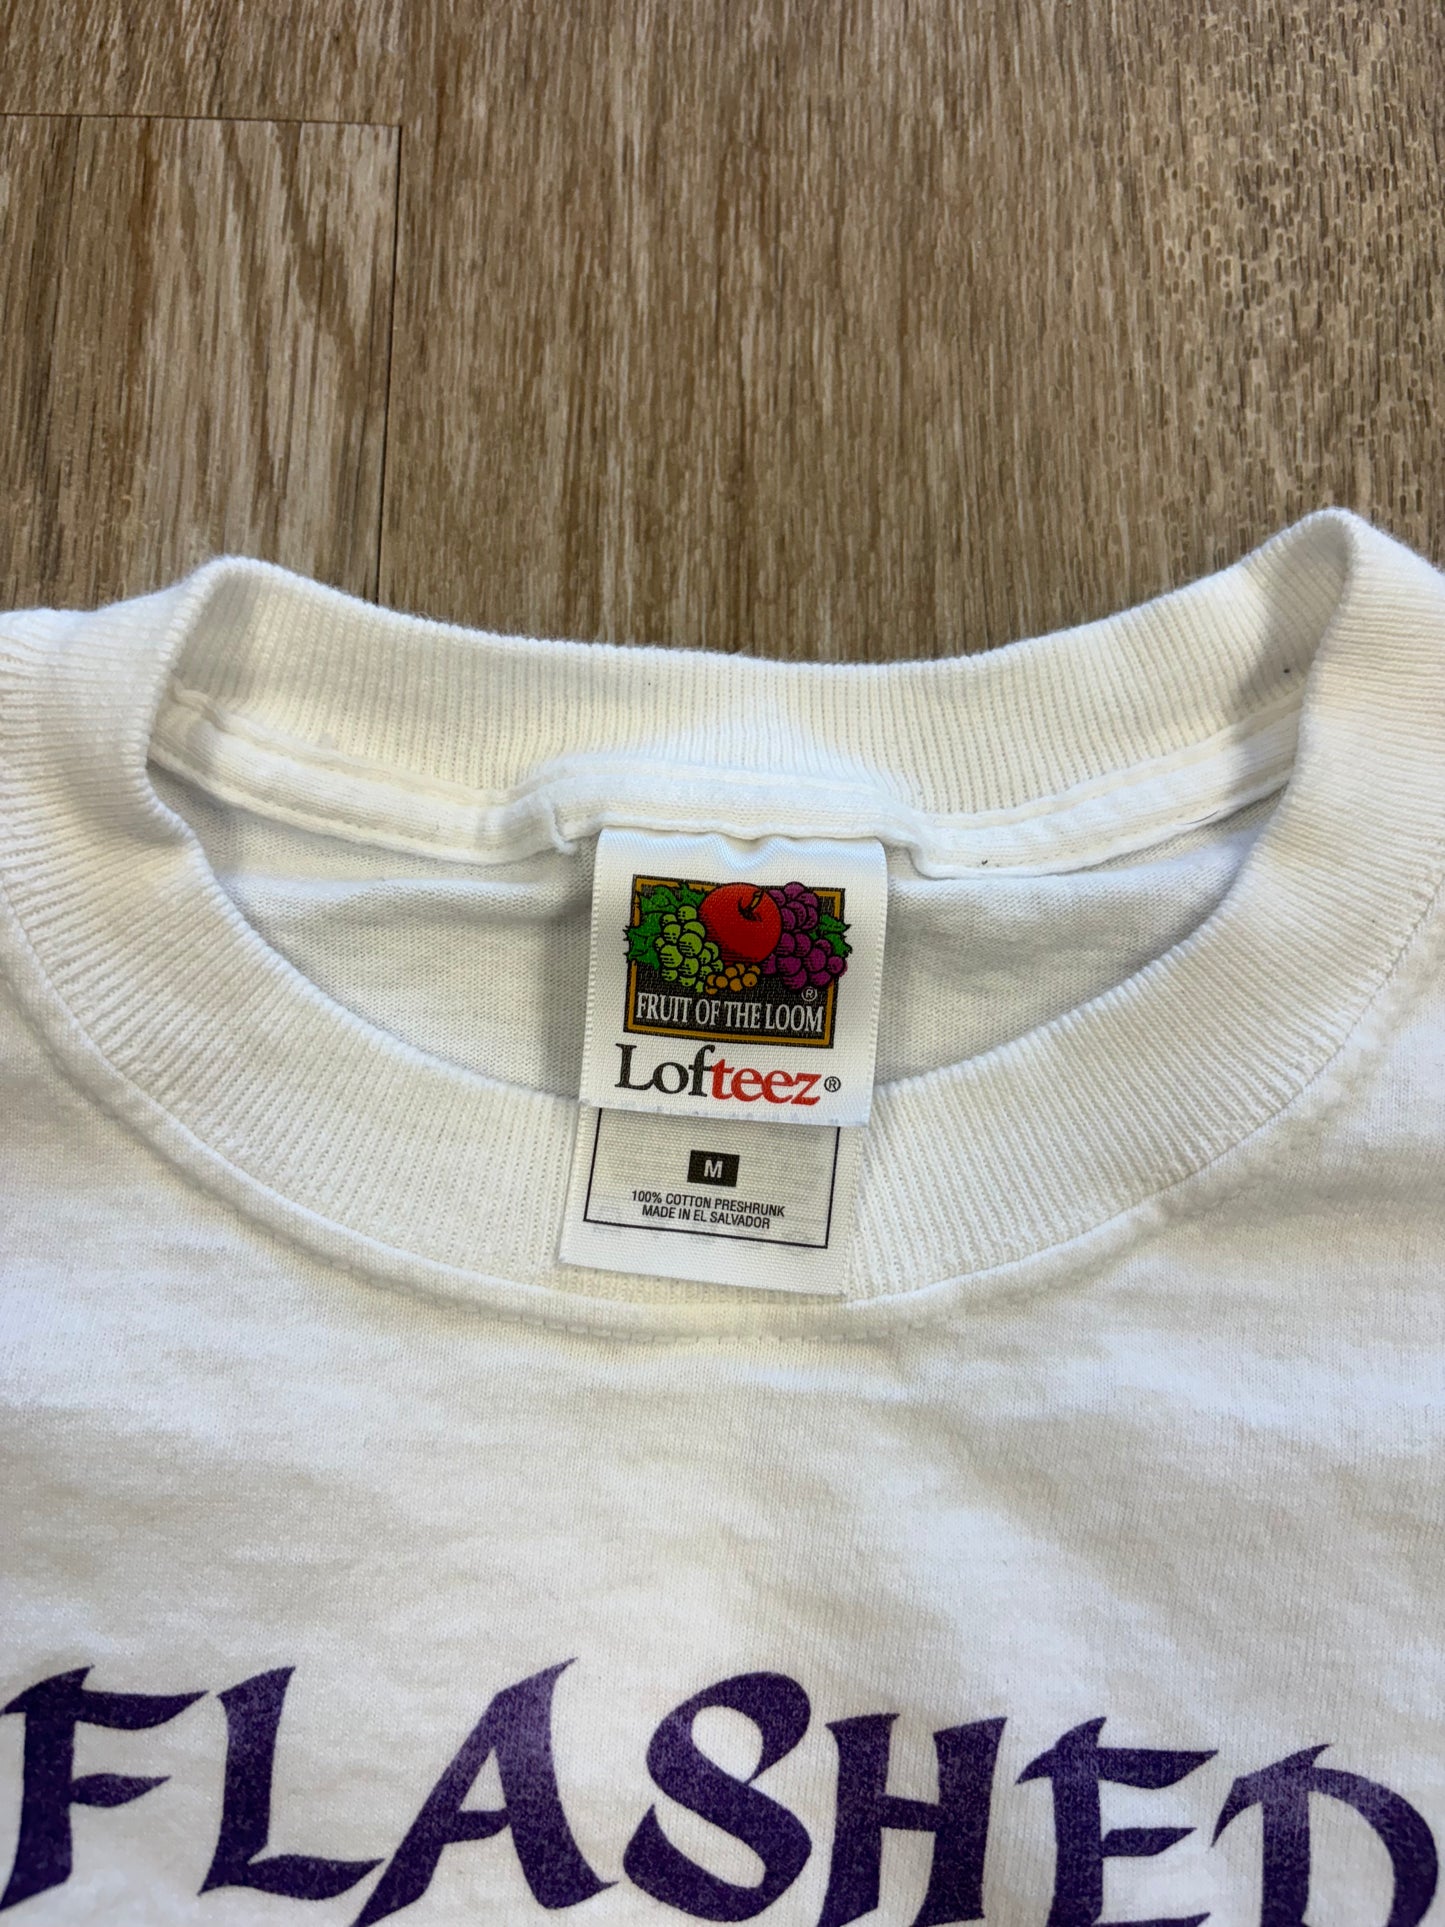 FRUIT OF THE LOOM ®
Lofteez®
M
100% COTTON PRESHRUNK
MADE IN EL SALVADOR
FLASHED